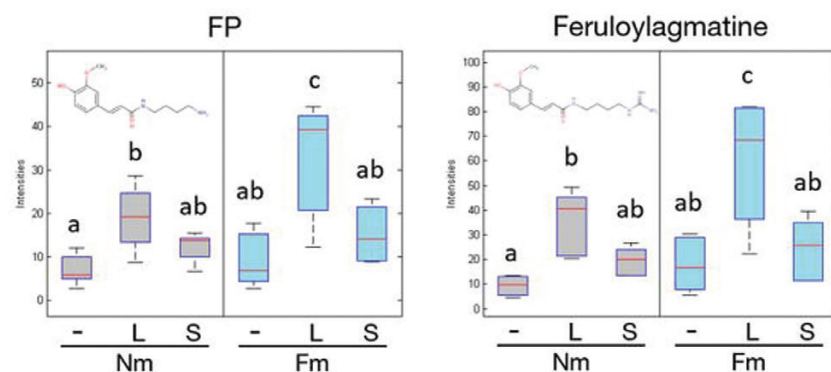 FP
Feruloylagmatine
Intensities
50
40
30
20
10
0
a
b
ab
ab
c
ab
- L S - L S
Nm Fm
Intensities
100
90
80
70
60
50
40
30
20
10
0
a
b
ab
ab
c
ab
- L S - L S
Nm Fm